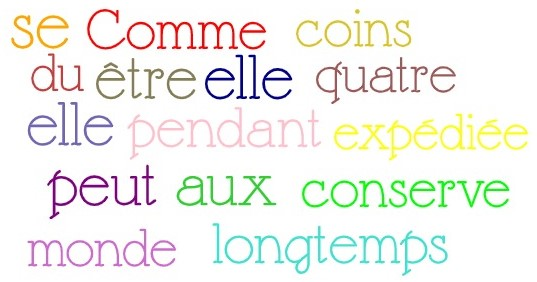 se Comme coins
du être elle quatre
elle pendant expédiée
peut aux conserve
monde longtemps